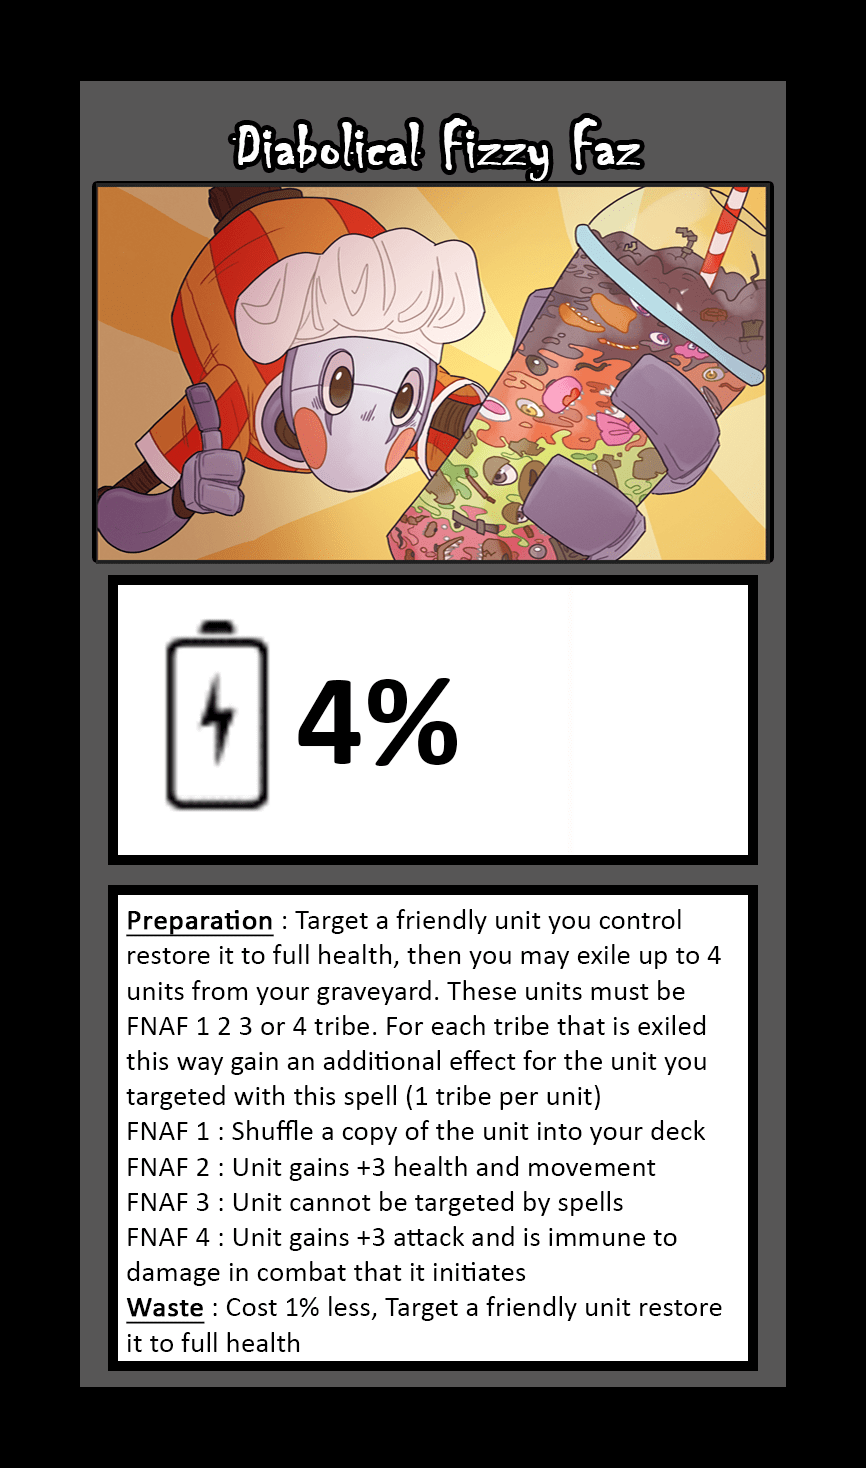 Diabolical Fizzy Faz
4%
Preparation : Target a friendly unit you control
restore it to full health, then you may exile up to 4
units from your graveyard. These units must be
FNAF 1 2 3 or 4 tribe. For each tribe that is exiled
this way gain an additional effect for the unit you
targeted with this spell (1 tribe per unit)
FNAF 1 : Shuffle a copy of the unit into your deck
FNAF 2 : Unit gains +3 health and movement
FNAF 3 : Unit cannot be targeted by spells
FNAF 4 : Unit gains +3 attack and is immune to
damage in combat that it initiates
Waste : Cost 1% less, Target a friendly unit restore
it to full health